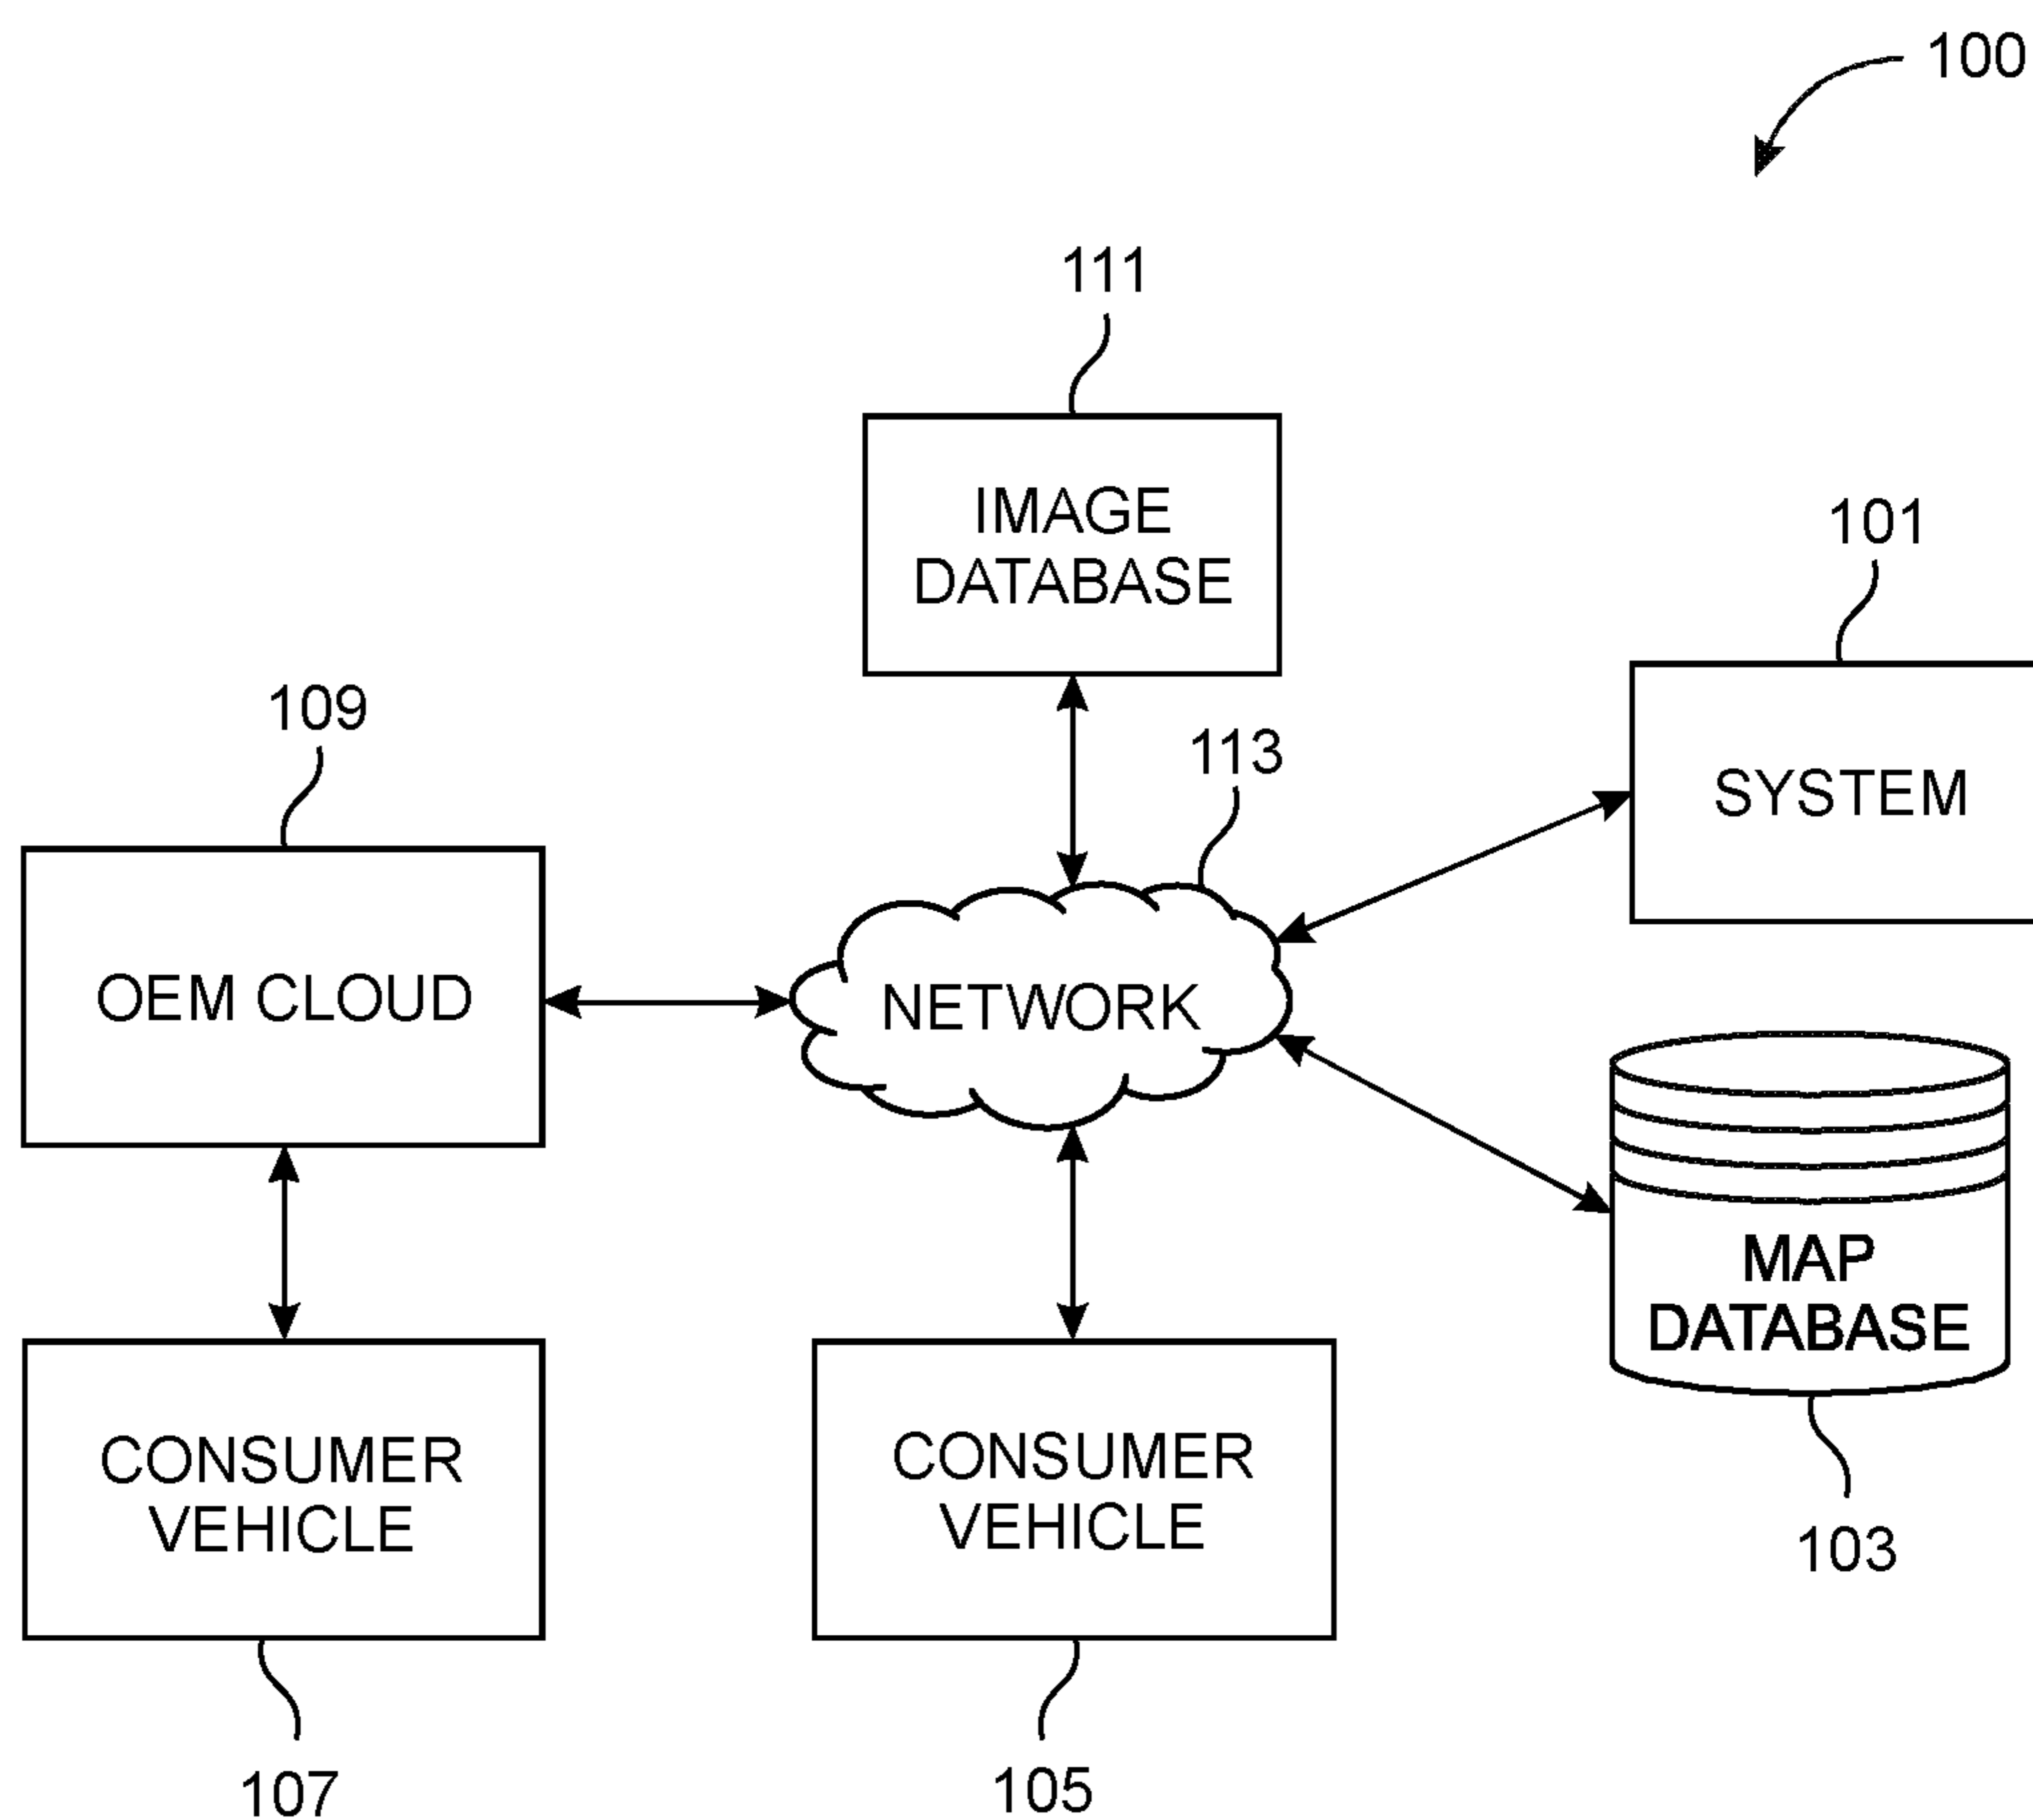 100
111
IMAGE
DATABASE
101
SYSTEM
109
113
OEM CLOUD
NETWORK
MAP
DATABASE
103
CONSUMER
VEHICLE
CONSUMER
VEHICLE
107
105